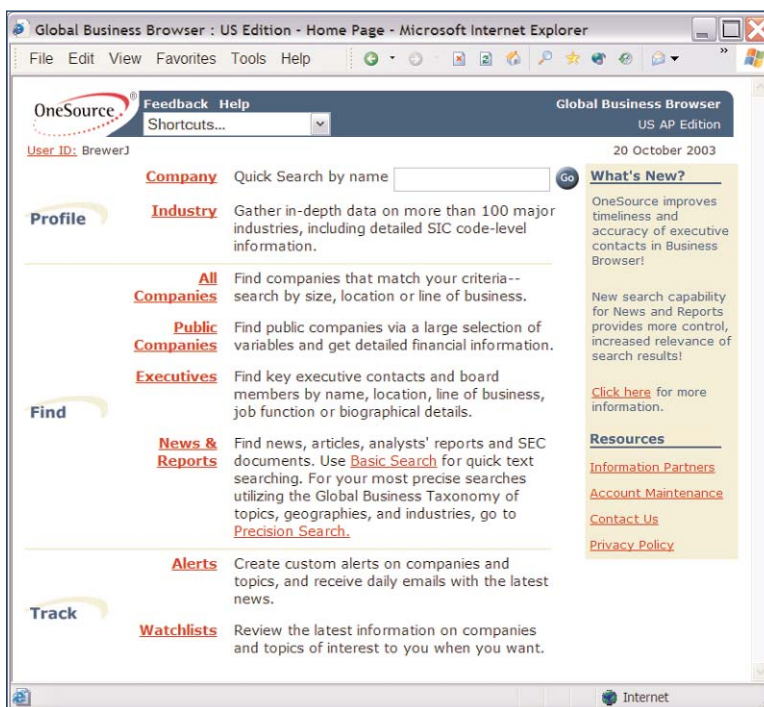 Global Business Browser : US Edition - Home Page - Microsoft Internet Explorer
File Edit View Favorites Tools Help »
OneSource®
Feedback Help
Shortcuts...
Global Business Browser
US AP Edition
User ID: BrewerJ
20 October 2003
Profile
Company Quick Search by name Go
Industry Gather in-depth data on more than 100 major
industries, including detailed SIC code-level
information.
Find
All Find companies that match your criteria--
Companies search by size, location or line of business.
Public Find public companies via a large selection of
Companies variables and get detailed financial information.
Executives Find key executive contacts and board
members by name, location, line of business,
job function or biographical details.
News & Find news, articles, analysts' reports and SEC
Reports documents. Use Basic Search for quick text
searching. For your most precise searches
utilizing the Global Business Taxonomy of
topics, geographies, and industries, go to
Precision Search.
Track
Alerts Create custom alerts on companies and
topics, and receive daily emails with the latest
news.
Watchlists Review the latest information on companies
and topics of interest to you when you want.
What's New?
OneSource improves
timeliness and
accuracy of executive
contacts in Business
Browser!
New search capability
for News and Reports
provides more control,
increased relevance of
search results!
Click here for more
information.
Resources
Information Partners
Account Maintenance
Contact Us
Privacy Policy
Internet